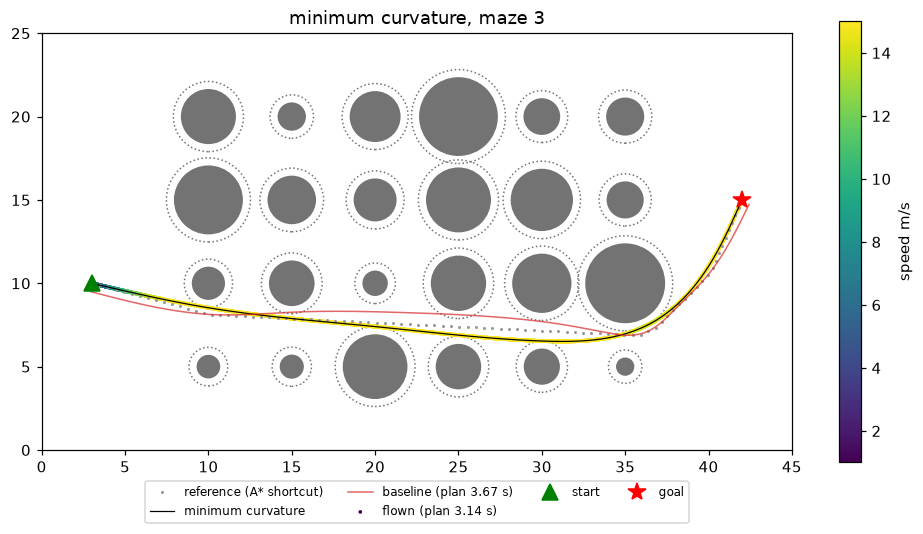 minimum curvature, maze 3
25
20
15
10
5
0
0 5 10 15 20 25 30 35 40 45
14
12
10
8
6
4
2
speed m/s
reference (A* shortcut)
minimum curvature
baseline (plan 3.67 s)
flown (plan 3.14 s)
start
goal